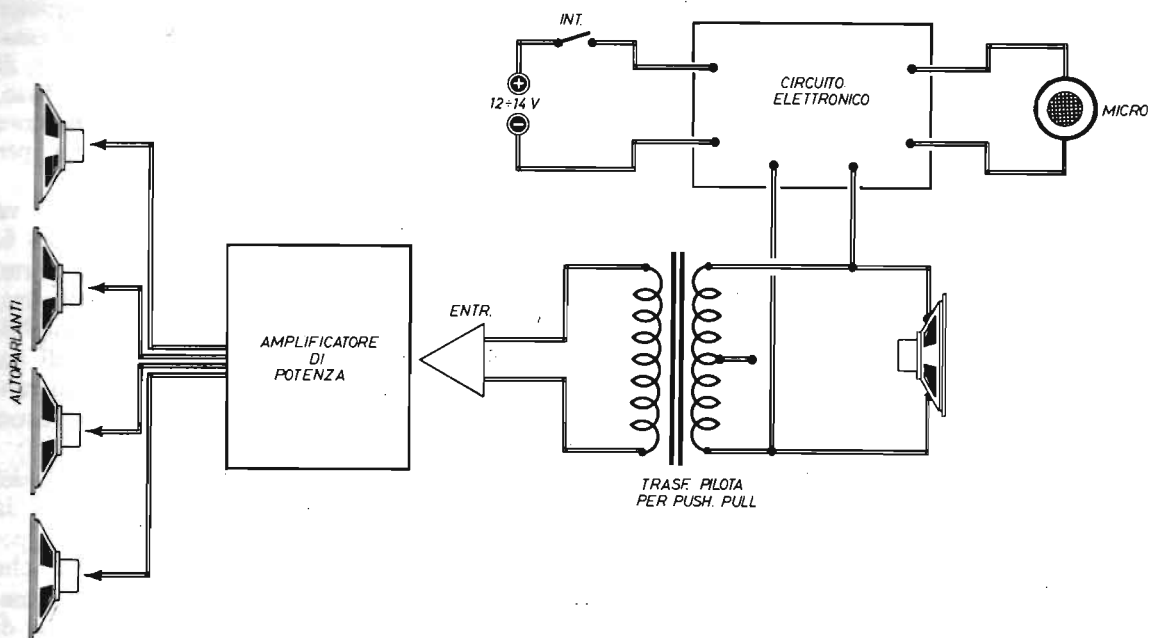 INT.
+
12÷14 V
−
CIRCUITO
ELETTRONICO
MICRO
ALTOPARLANTI
AMPLIFICATORE
DI
POTENZA
ENTR.
TRASF. PILOTA
PER PUSH. PULL